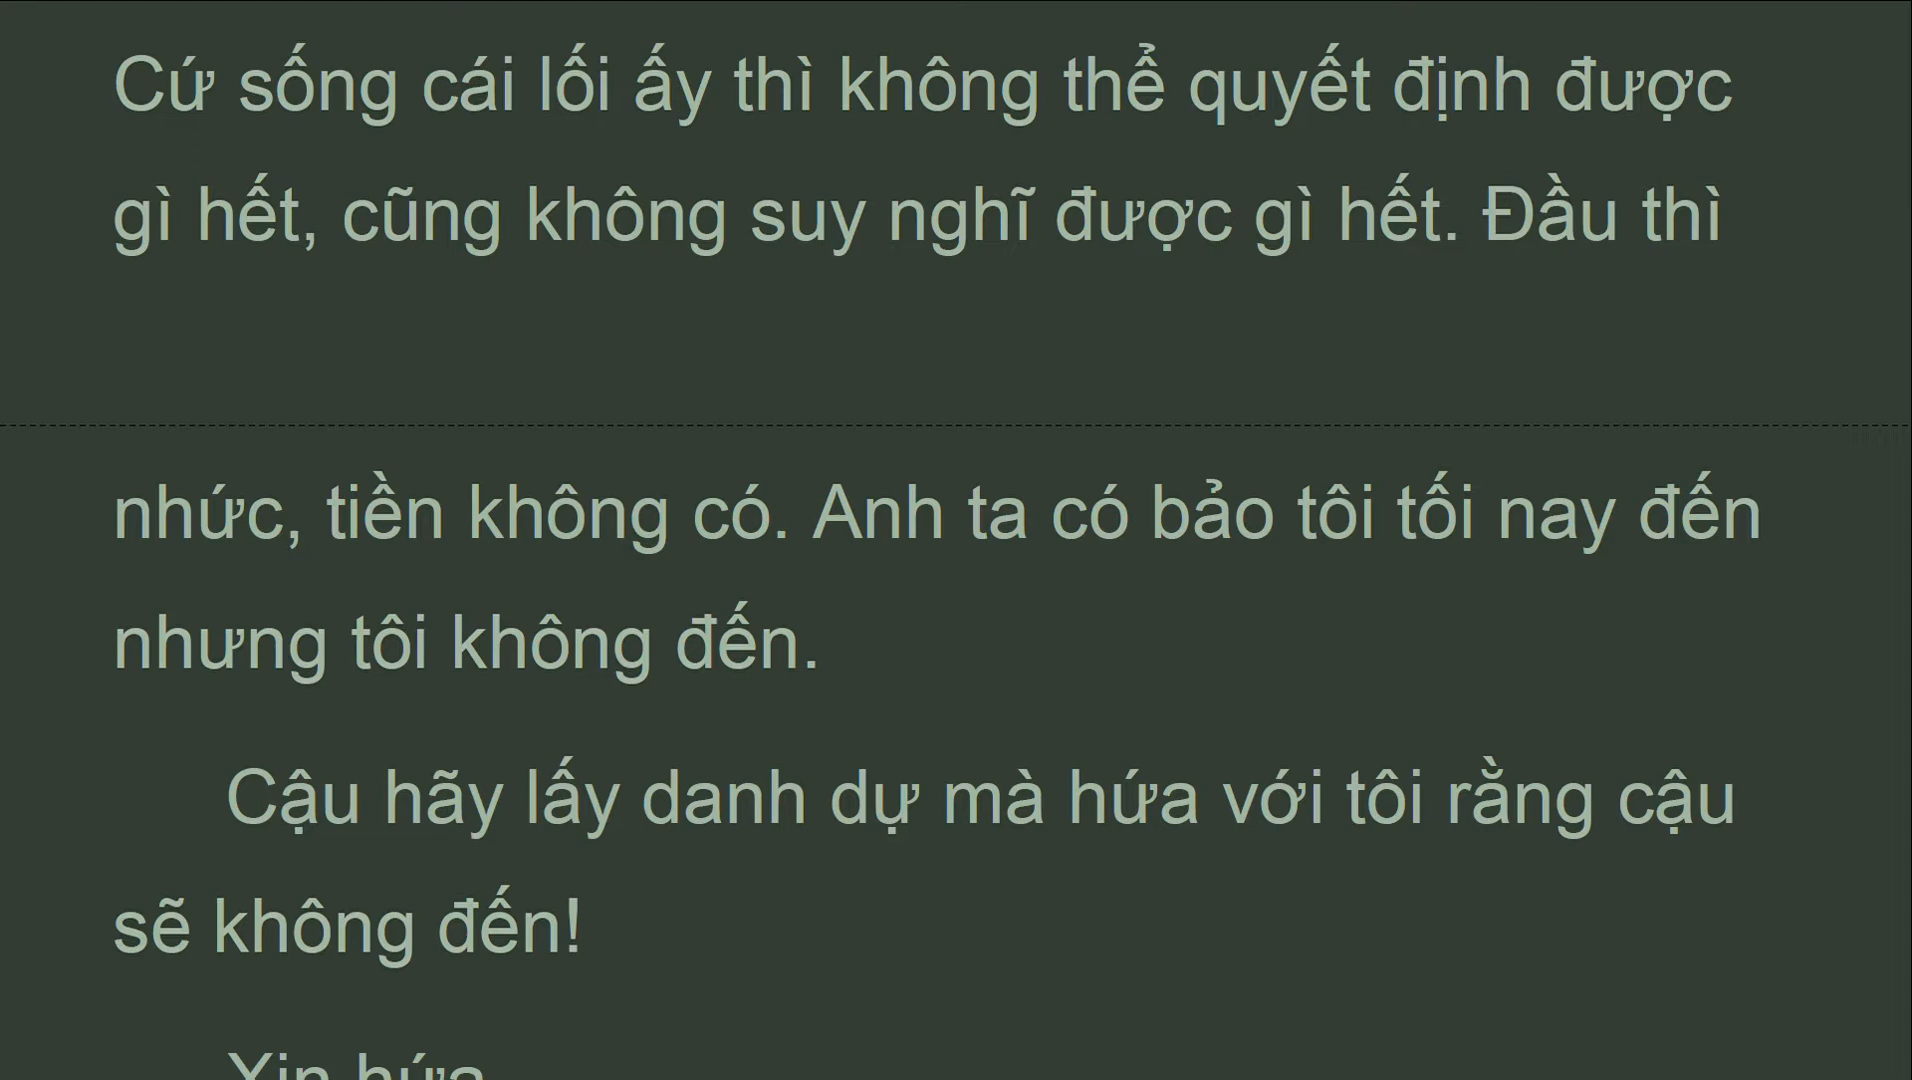 Cứ sống cái lối ấy thì không thể quyết định được
gì hết, cũng không suy nghĩ được gì hết. Đầu thì
nhức, tiền không có. Anh ta có bảo tôi tối nay đến
nhưng tôi không đến.
Cậu hãy lấy danh dự mà hứa với tôi rằng cậu
sẽ không đến!
Xin hứa